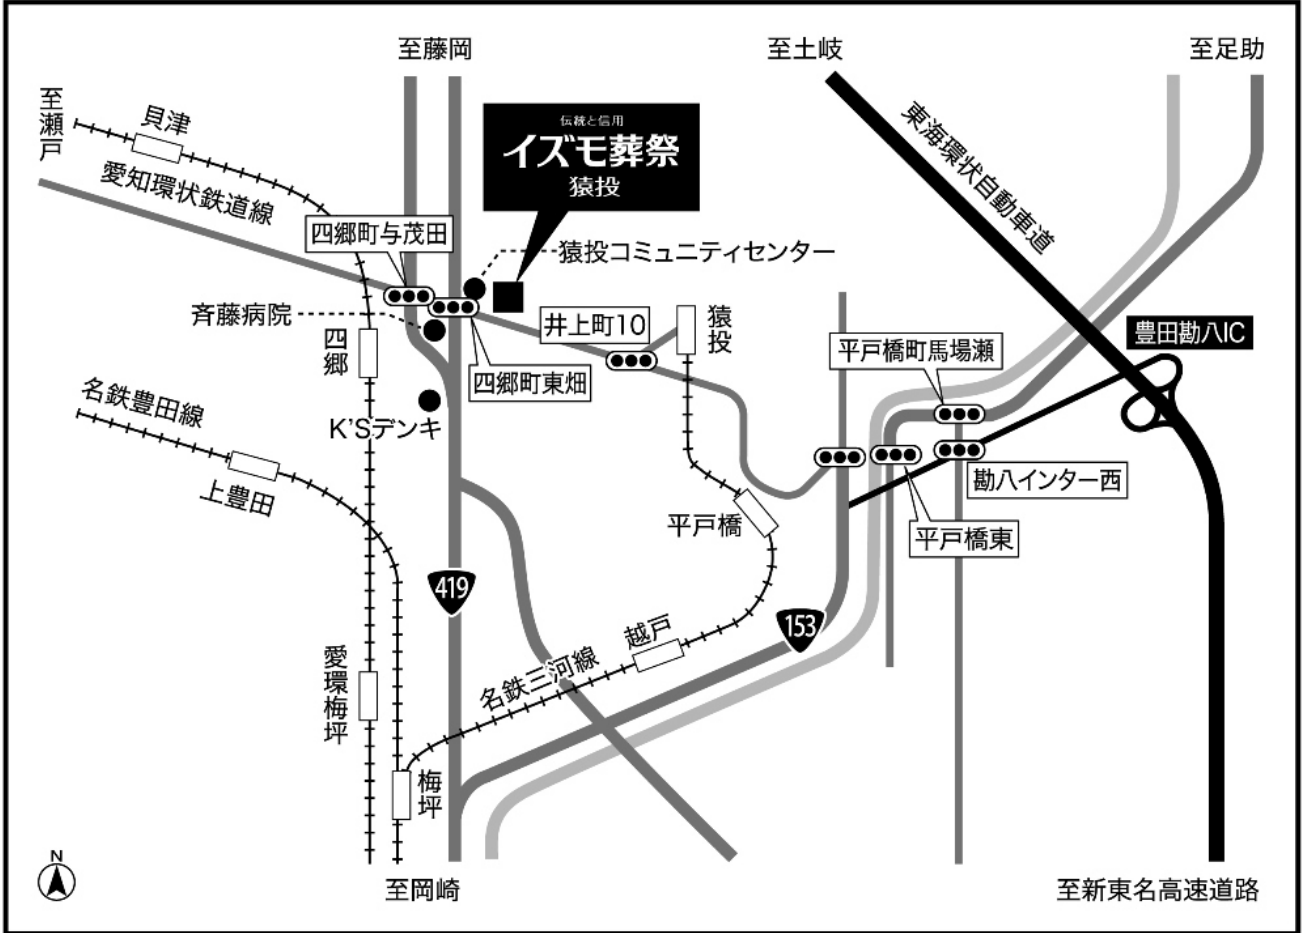 至藤岡
至土岐
至足助
至瀬戸
貝津
愛知環状鉄道線
伝統と信用
イズモ葬祭
猿投
東海環状自動車道
四郷町与茂田
猿投コミュニティセンター
斉藤病院
四郷
井上町10
猿投
豊田勘八IC
平戸橋町馬場瀬
四郷町東畑
名鉄豊田線
K'Sデンキ
上豊田
勘八インター西
平戸橋
平戸橋東
419
153
越戸
名鉄三河線
愛環梅坪
梅坪
N
至岡崎
至新東名高速道路